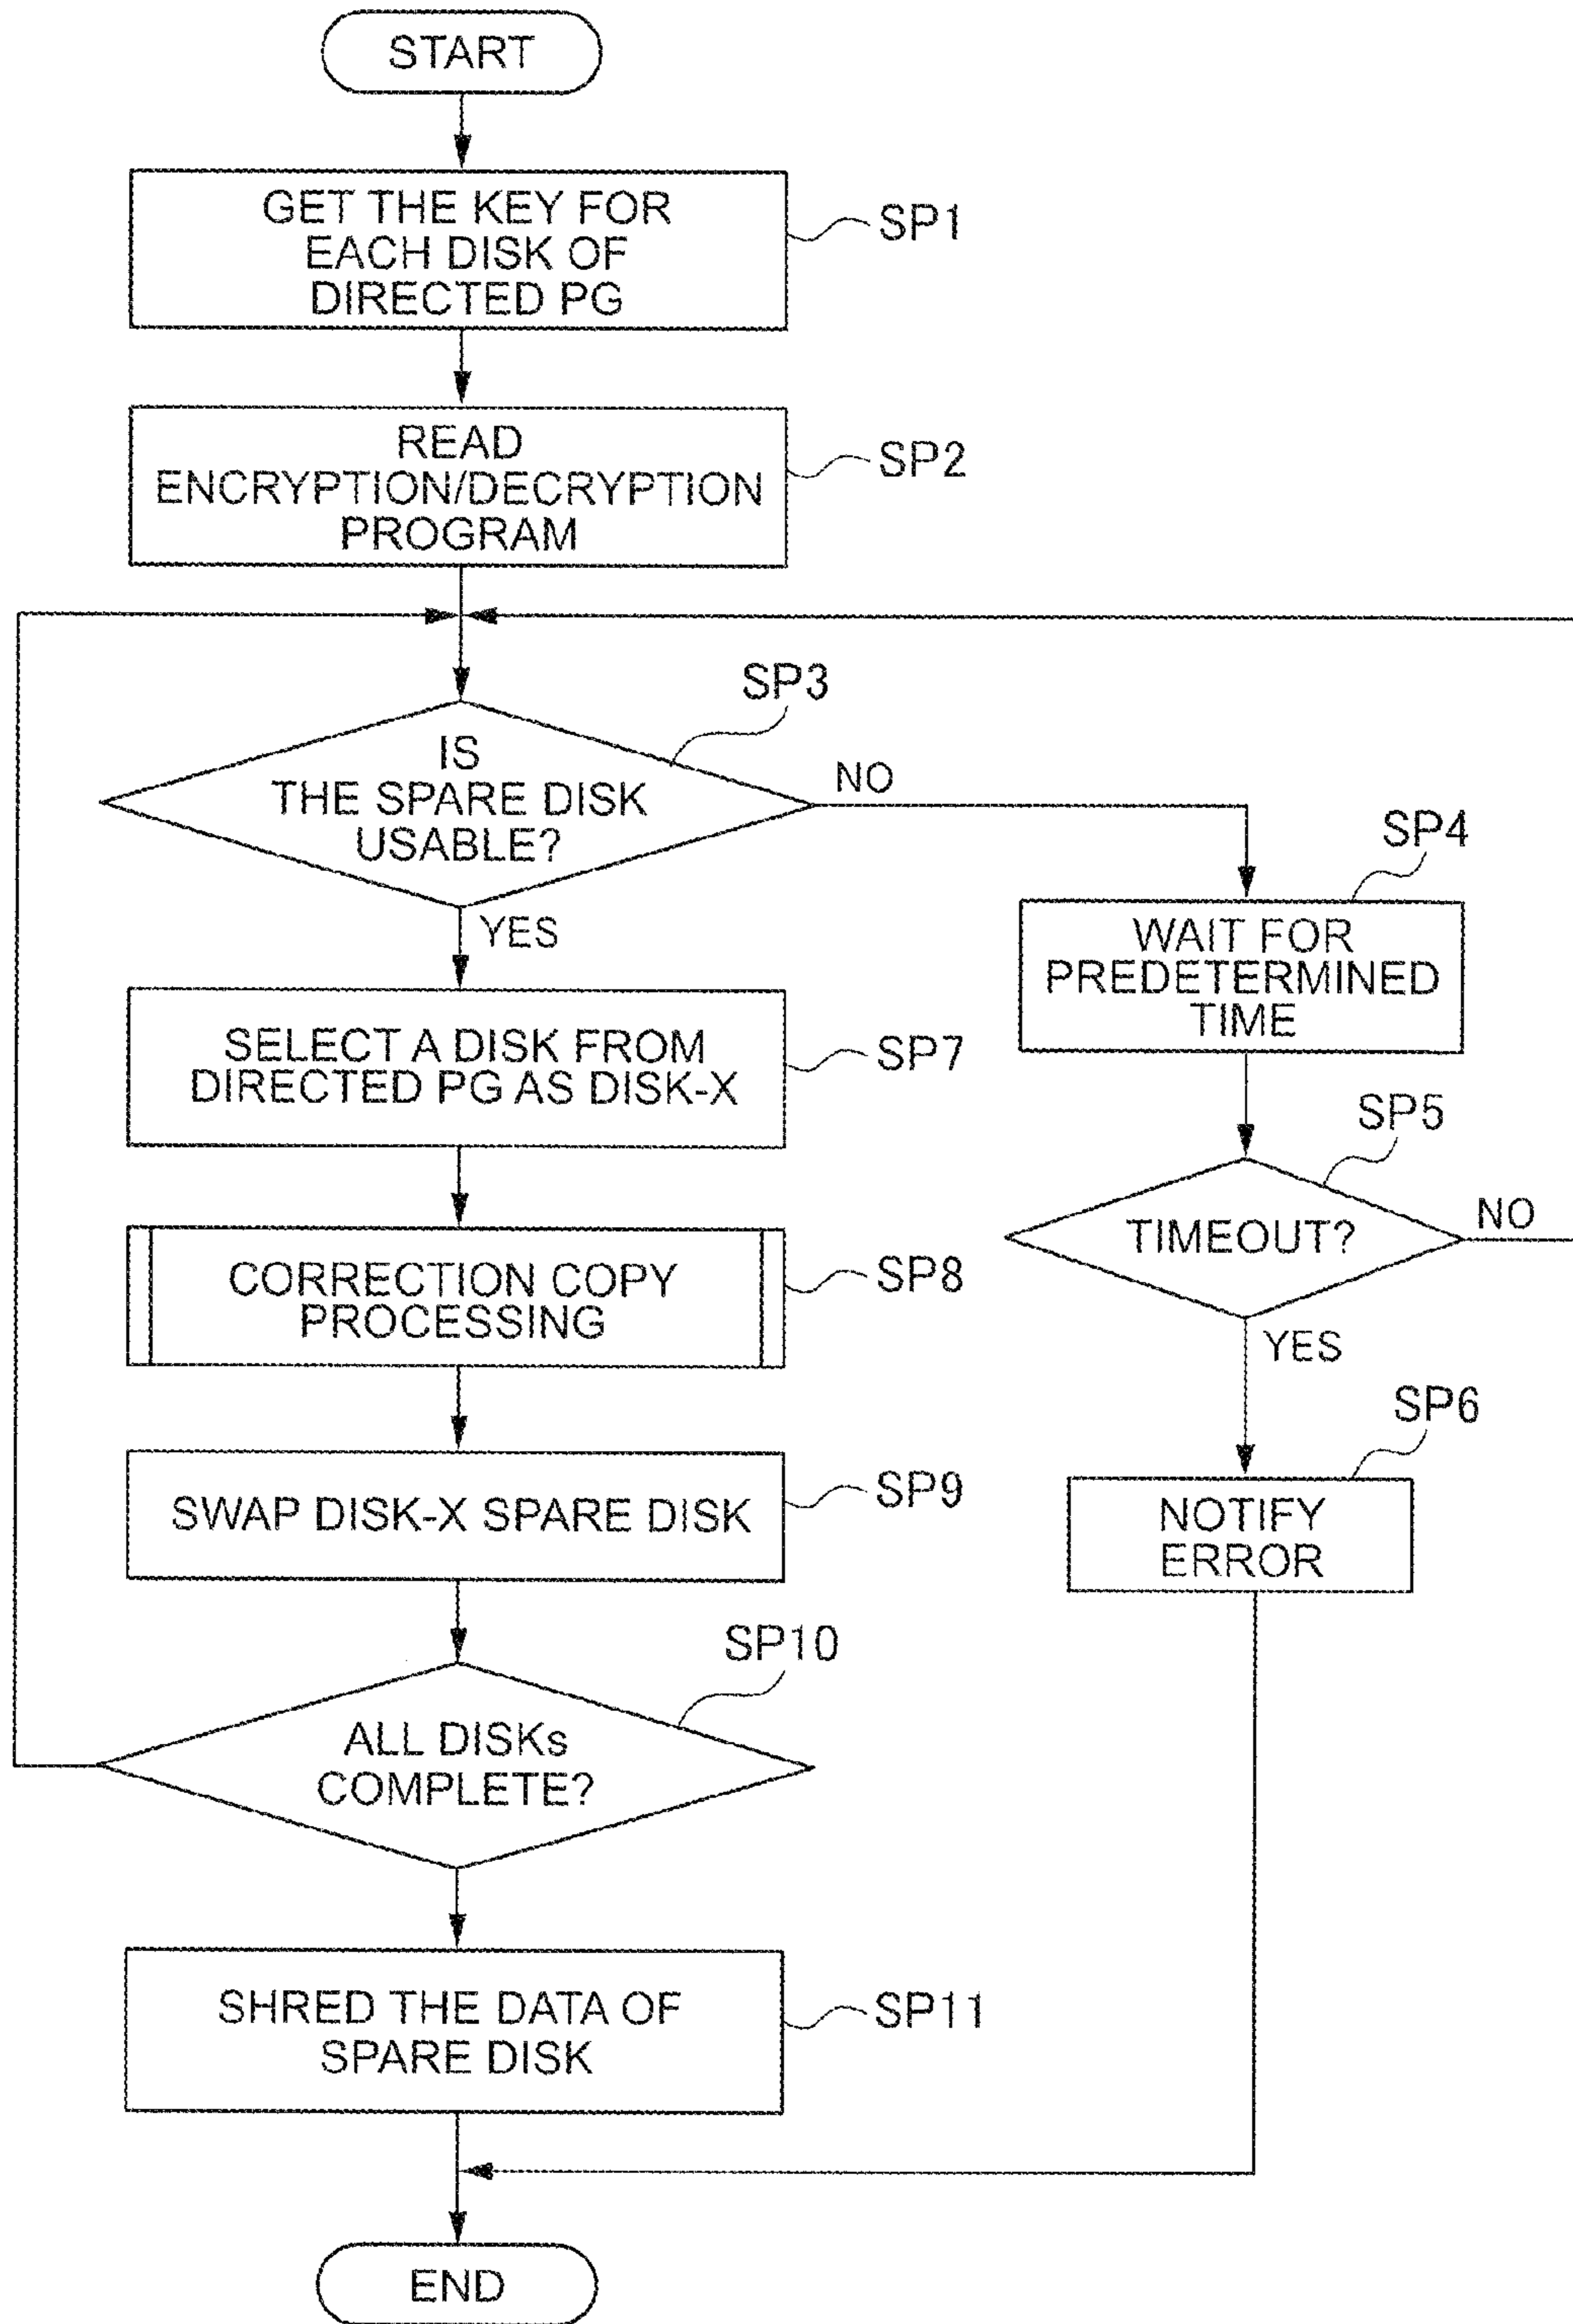 START
GET THE KEY FOR
EACH DISK OF
DIRECTED PG
SP1
READ
ENCRYPTION/DECRYPTION
PROGRAM
SP2
SP3
IS
THE SPARE DISK
USABLE?
NO
YES
SP4
WAIT FOR
PREDETERMINED
TIME
SELECT A DISK FROM
DIRECTED PG AS DISK-X
SP7
SP5
TIMEOUT?
NO
YES
CORRECTION COPY
PROCESSING
SP8
SP6
NOTIFY
ERROR
SWAP DISK-X SPARE DISK
SP9
SP10
ALL DISKs
COMPLETE?
SHRED THE DATA OF
SPARE DISK
SP11
END